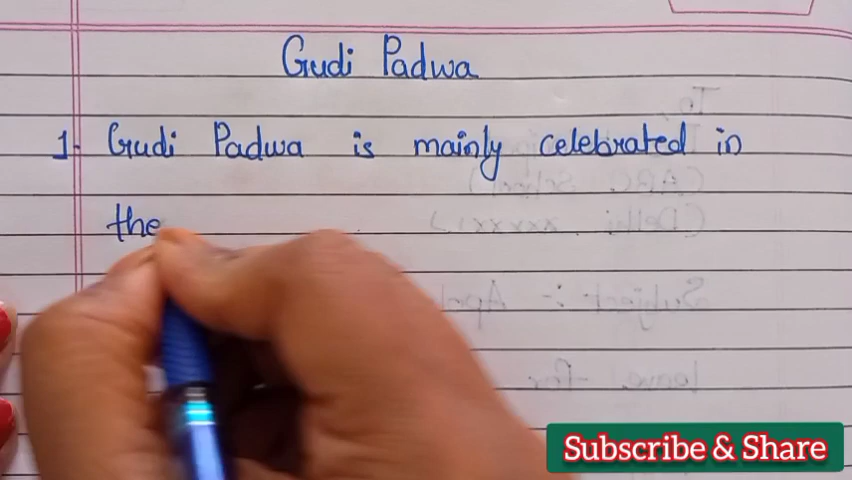 Gudi Padwa
1. Gudi Padwa is mainly celebrated in
the
Subscribe & Share